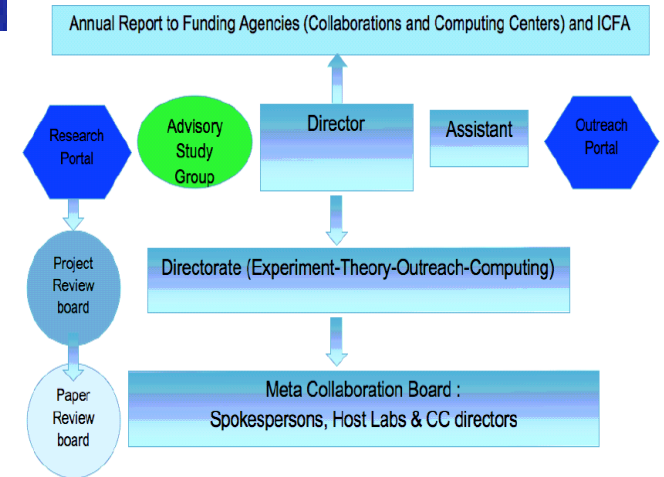 Annual Report to Funding Agencies (Collaborations and Computing Centers) and ICFA
Research
Portal
Advisory
Study
Group
Director
Assistant
Outreach
Portal
Project
Review
board
Directorate (Experiment-Theory-Outreach-Computing)
Paper
Review
board
Meta Collaboration Board :
Spokespersons, Host Labs & CC directors